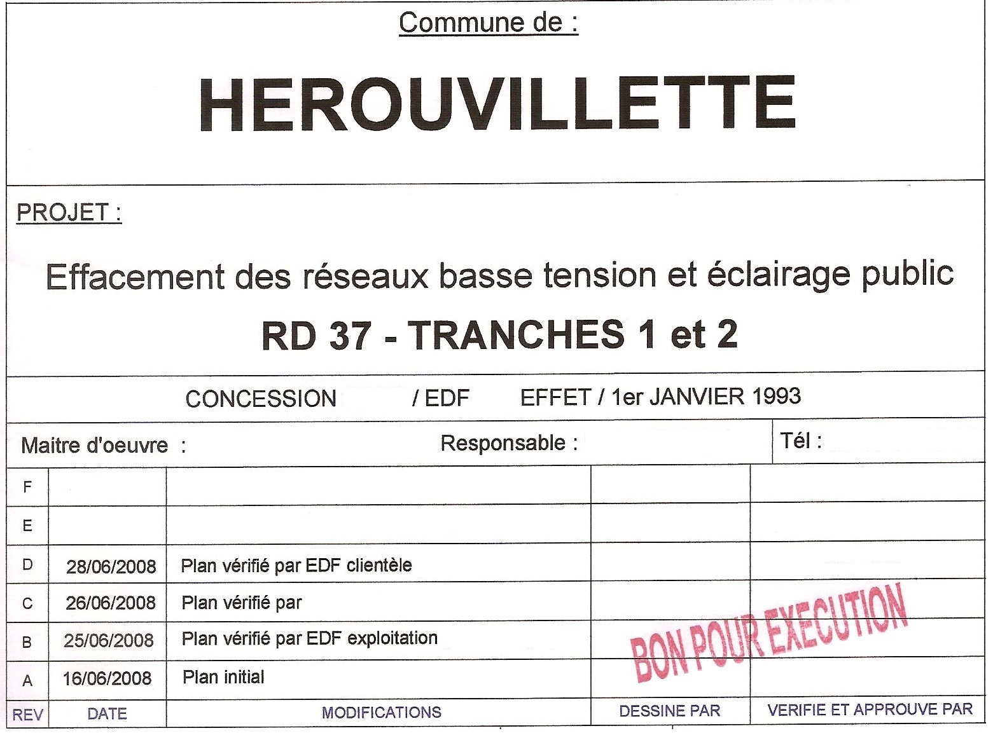 Commune de :
HEROUVILLETTE
PROJET :
Effacement des réseaux basse tension et éclairage public
RD 37 - TRANCHES 1 et 2
CONCESSION / EDF EFFET / 1er JANVIER 1993
Maitre d'oeuvre : Responsable : Tél :
F
E
D 28/06/2008 Plan vérifié par EDF clientèle
C 26/06/2008 Plan vérifié par
B 25/06/2008 Plan vérifié par EDF exploitation
A 16/06/2008 Plan initial
BON POUR EXECUTION
REV DATE MODIFICATIONS DESSINE PAR VERIFIE ET APPROUVE PAR